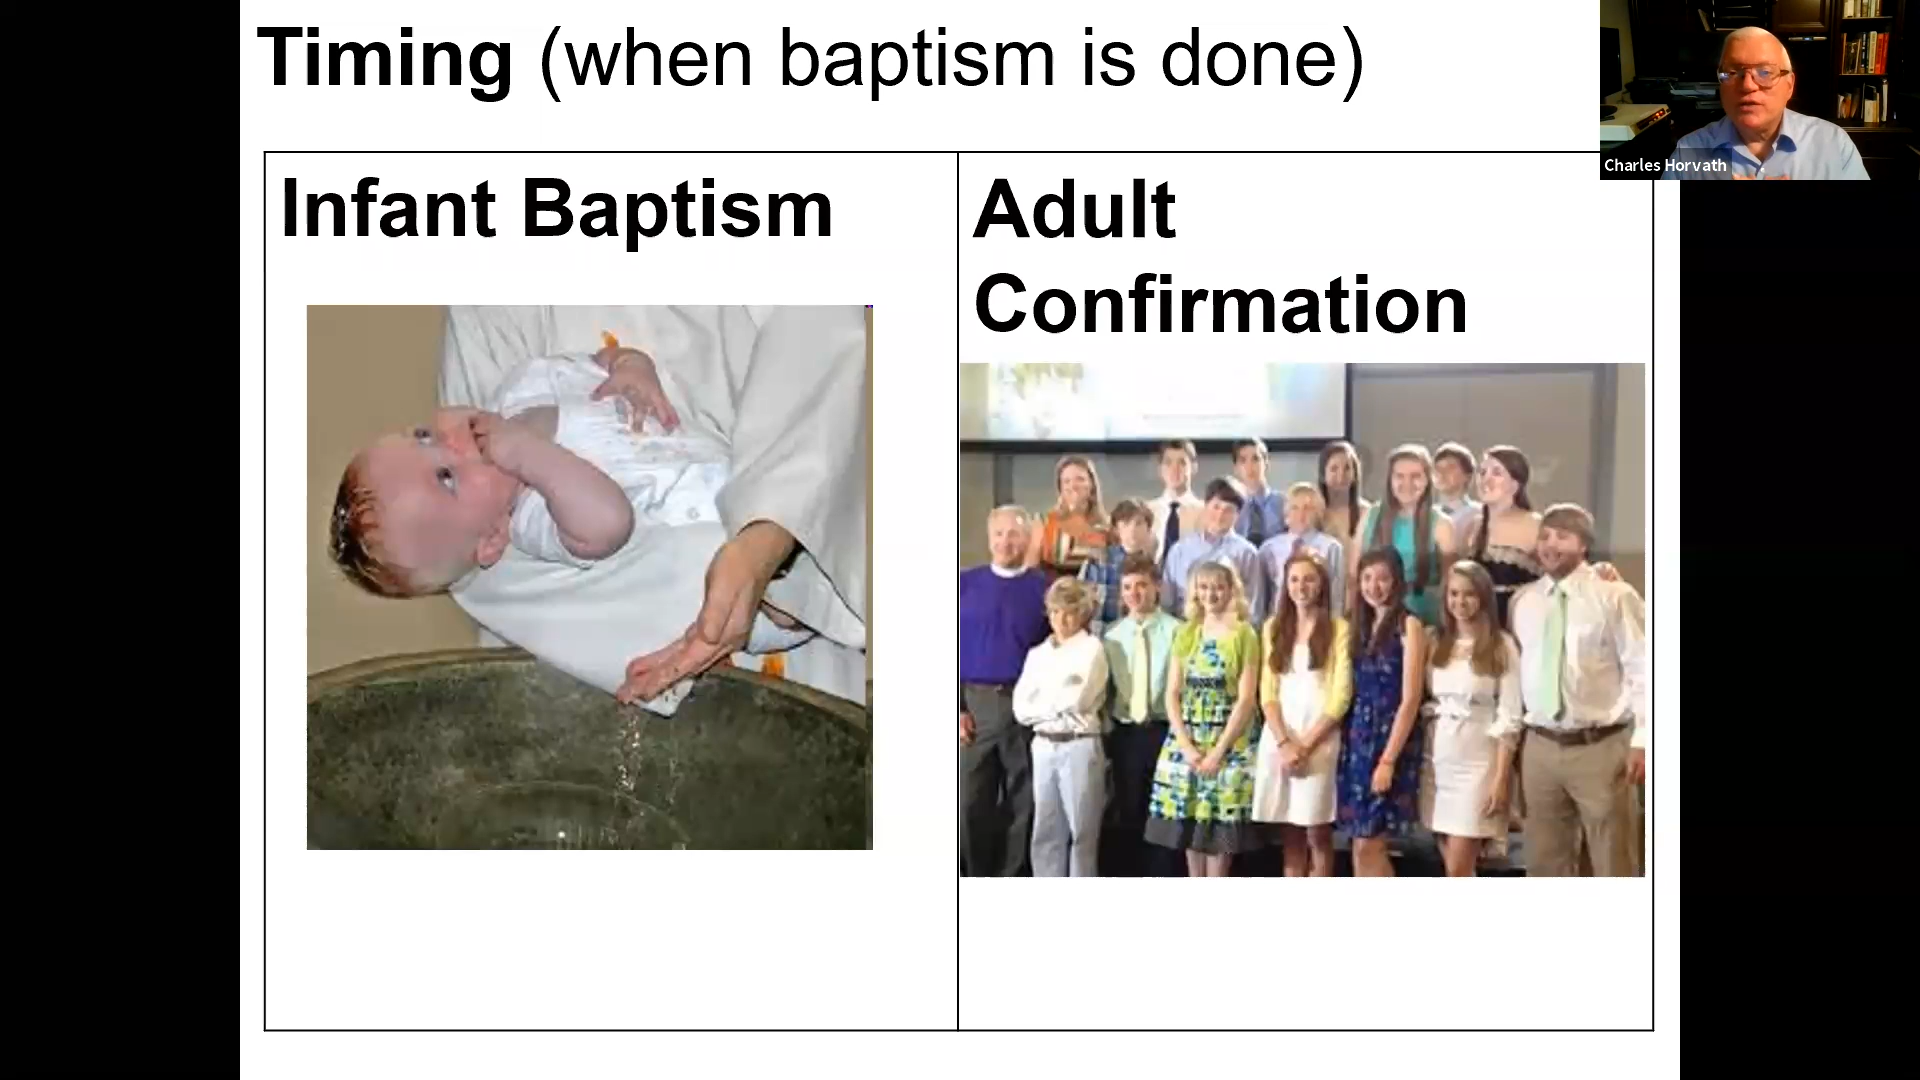 Timing (when baptism is done)
Charles Horvath
Infant Baptism
Adult
Confirmation